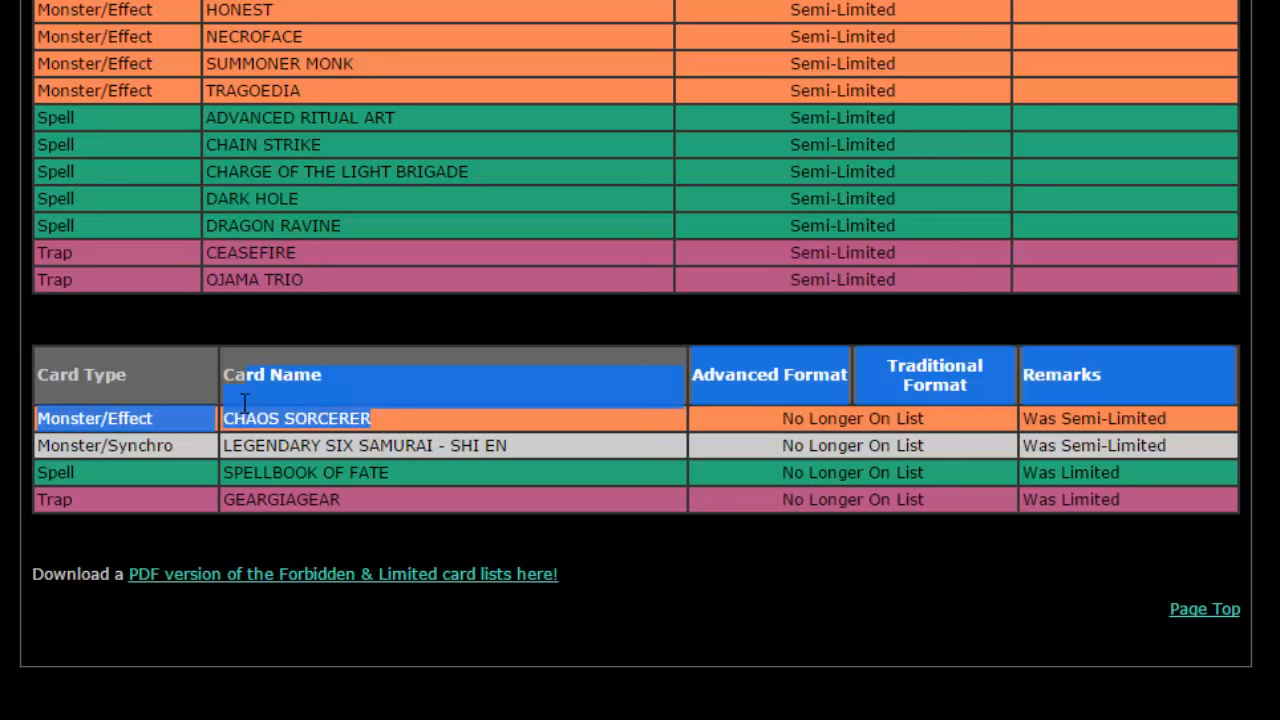 Monster/Effect HONEST Semi-Limited
Monster/Effect NECROFACE Semi-Limited
Monster/Effect SUMMONER MONK Semi-Limited
Monster/Effect TRAGOEDIA Semi-Limited
Spell ADVANCED RITUAL ART Semi-Limited
Spell CHAIN STRIKE Semi-Limited
Spell CHARGE OF THE LIGHT BRIGADE Semi-Limited
Spell DARK HOLE Semi-Limited
Spell DRAGON RAVINE Semi-Limited
Trap CEASEFIRE Semi-Limited
Trap OJAMA TRIO Semi-Limited
Card Type Card Name Advanced Format Traditional Format Remarks
Monster/Effect CHAOS SORCERER No Longer On List Was Semi-Limited
Monster/Synchro LEGENDARY SIX SAMURAI - SHI EN No Longer On List Was Semi-Limited
Spell SPELLBOOK OF FATE No Longer On List Was Limited
Trap GEARGIAGEAR No Longer On List Was Limited
Download a PDF version of the Forbidden & Limited card lists here!
Page Top